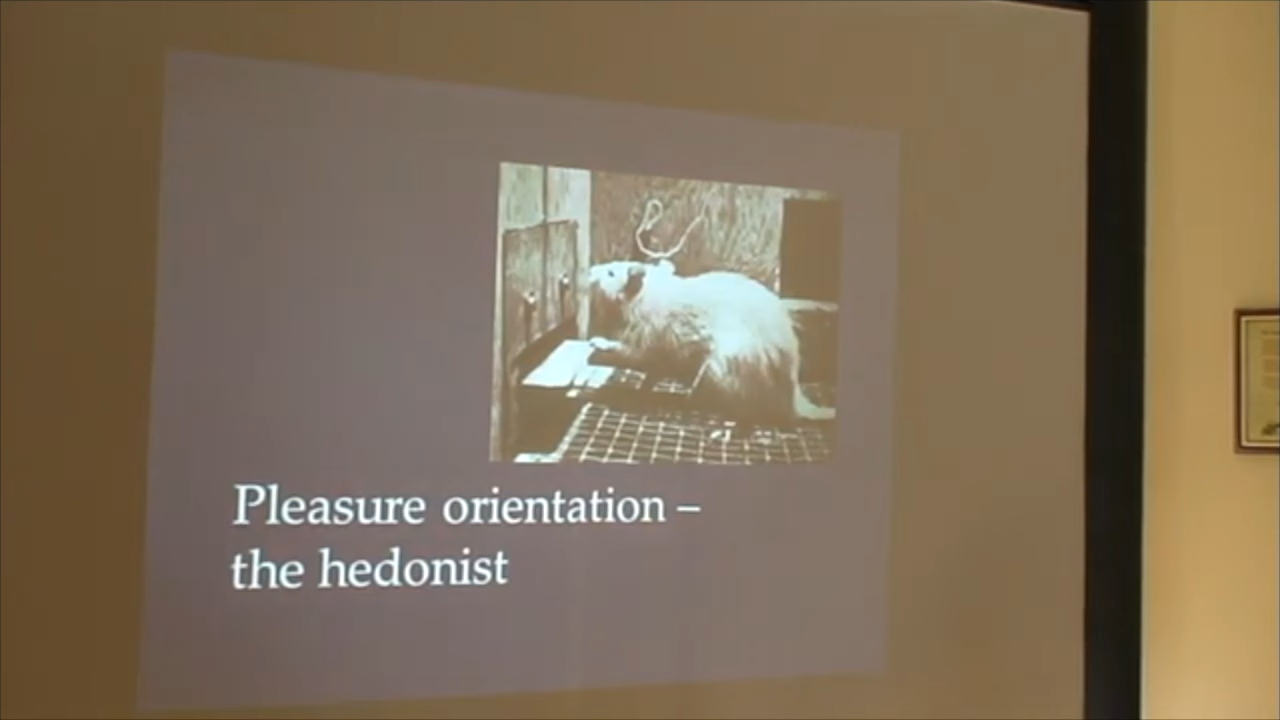 Pleasure orientation –
the hedonist